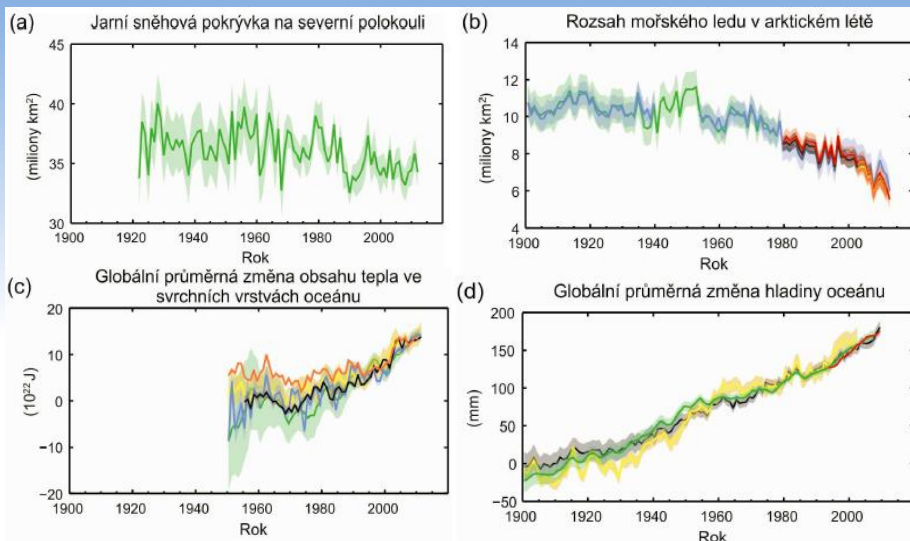 (a) Jarní sněhová pokrývka na severní polokouli
45
40
35
30
(miliony km²)
1900 1920 1940 1960 1980 2000
Rok
(b) Rozsah mořského ledu v arktickém létě
14
12
10
8
6
4
(miliony km²)
1900 1920 1940 1960 1980 2000
Rok
(c) Globální průměrná změna obsahu tepla ve
svrchních vrstvách oceánu
20
10
0
−10
−20
(10²² J)
1900 1920 1940 1960 1980 2000
Rok
(d) Globální průměrná změna hladiny oceánu
200
150
100
50
0
−50
(mm)
1900 1920 1940 1960 1980 2000
Rok